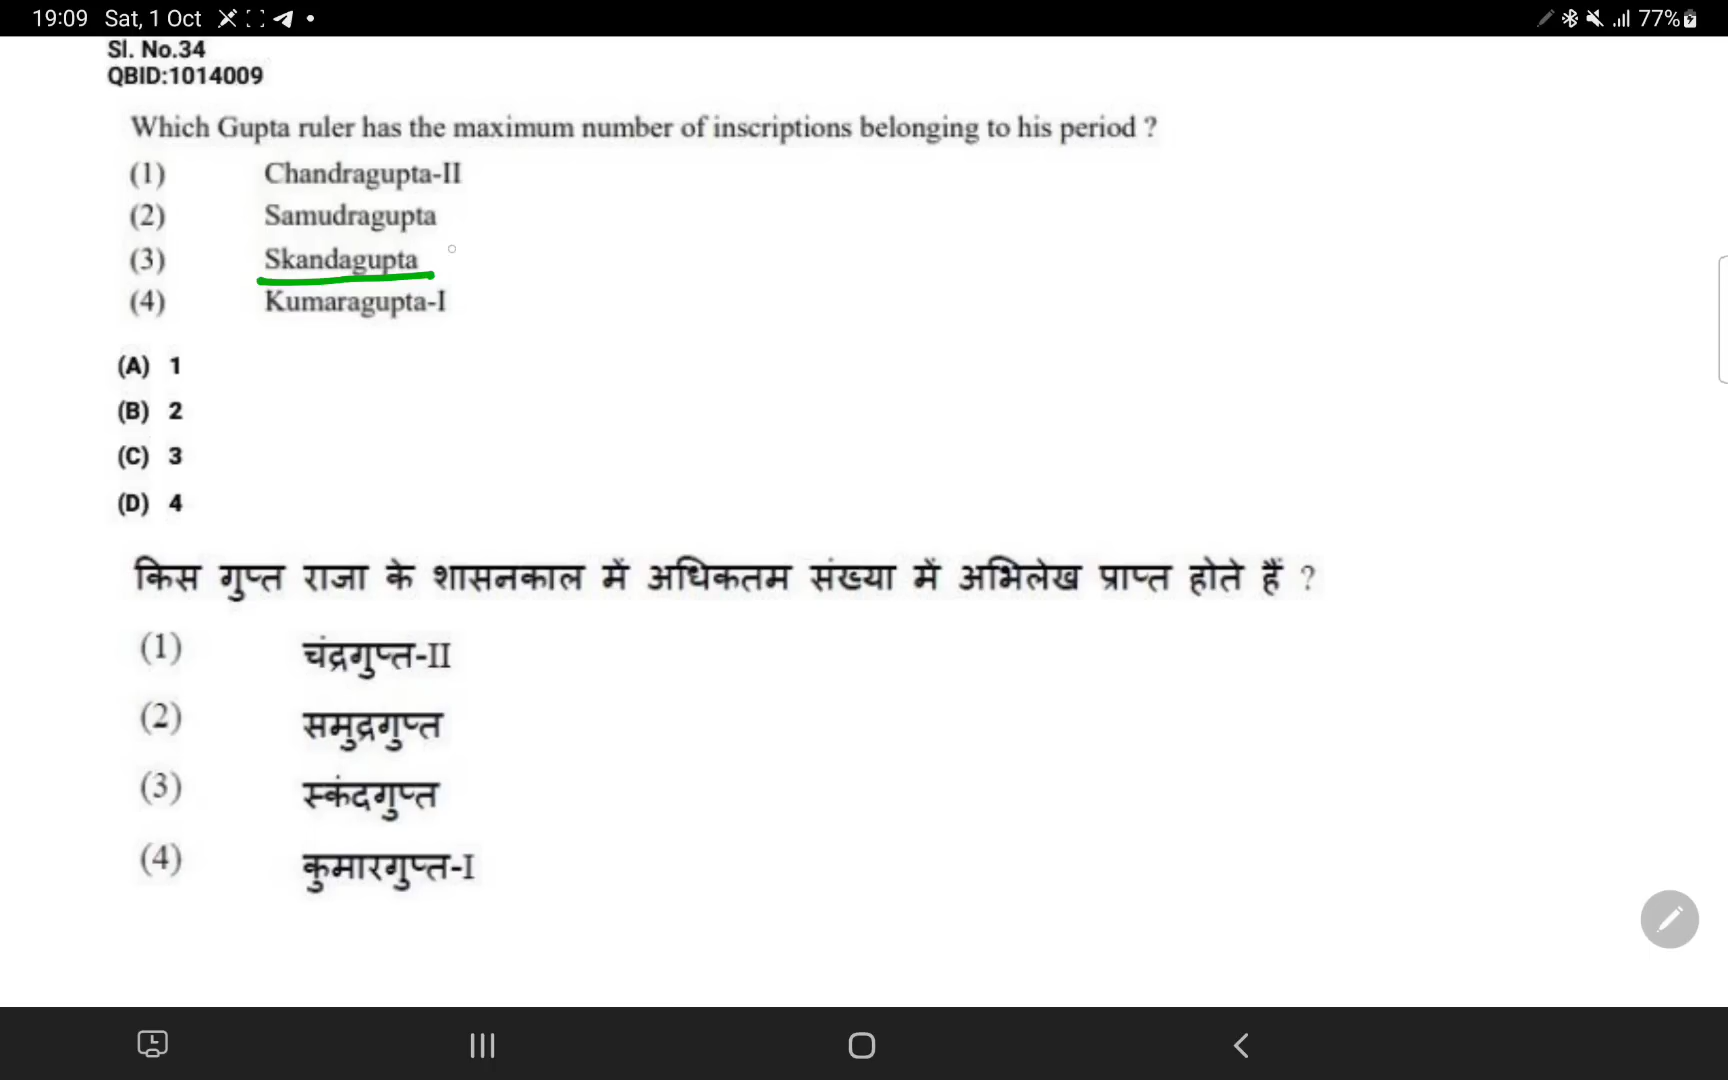 19:09 Sat, 1 Oct
77%
Sl. No.34
QBID:1014009
Which Gupta ruler has the maximum number of inscriptions belonging to his period ?
(1) Chandragupta-II
(2) Samudragupta
(3) Skandagupta
(4) Kumaragupta-I
(A) 1
(B) 2
(C) 3
(D) 4
किस गुप्त राजा के शासनकाल में अधिकतम संख्या में अभिलेख प्राप्त होते हैं ?
(1) चंद्रगुप्त-II
(2) समुद्रगुप्त
(3) स्कंदगुप्त
(4) कुमारगुप्त-I